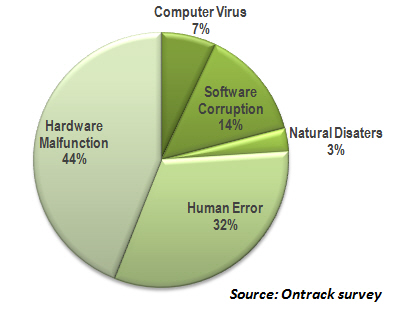 Computer Virus
7%
Software
Corruption
14%
Natural Disaters
3%
Human Error
32%
Hardware
Malfunction
44%
Source: Ontrack survey